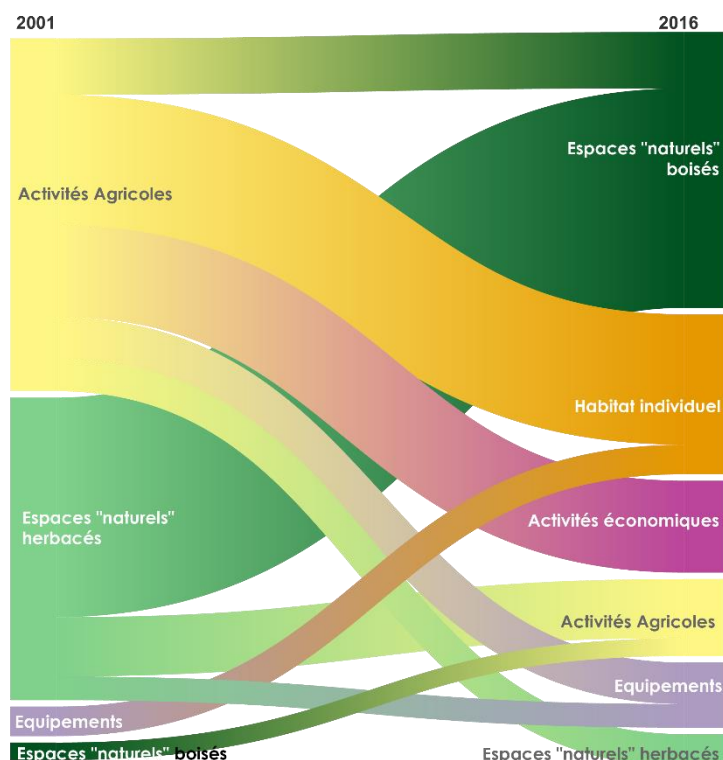 2001
2016
Espaces "naturels"
boisés
Activités Agricoles
Habitat individuel
Espaces "naturels"
herbacés
Activités économiques
Activités Agricoles
Equipements
Equipements
Espaces "naturels" boisés
Espaces "naturels" herbacés